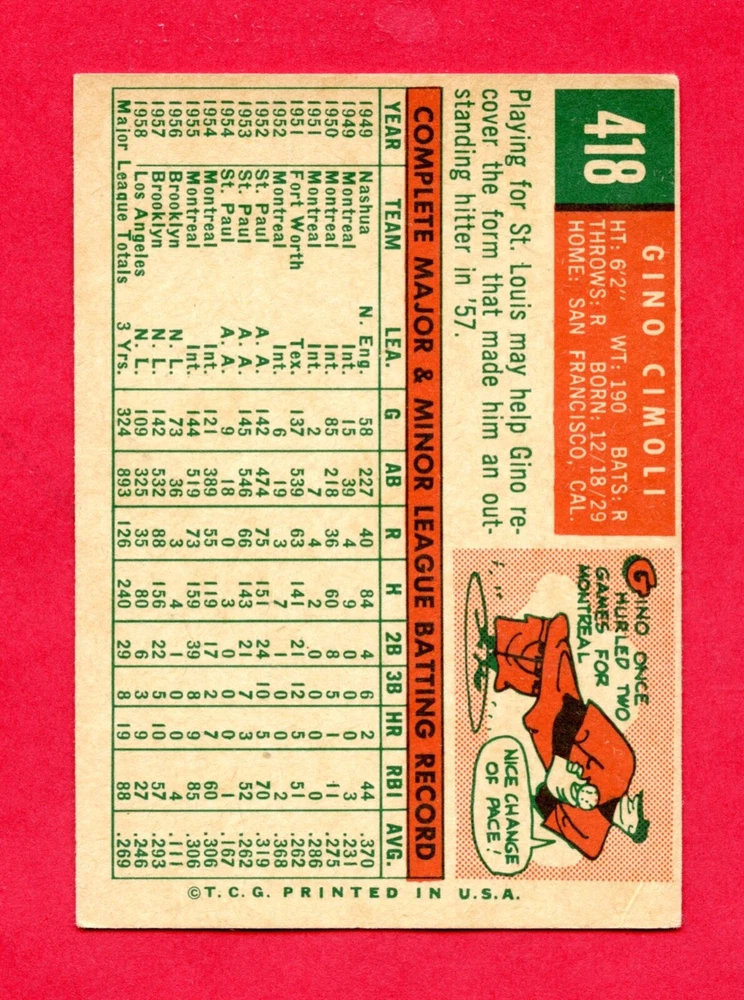 418
GINO CIMOLI
HT: 6'2" WT: 190 BATS: R
THROWS: R BORN: 12/18/29
HOME: SAN FRANCISCO, CAL.
Playing for St. Louis may help Gino re-
cover the form that made him an out-
standing hitter in '57.
GINO ONCE
HURLED TWO
GAMES FOR
MONTREAL
NICE CHANGE
OF PACE!
COMPLETE MAJOR & MINOR LEAGUE BATTING RECORD
YEAR TEAM LEA. G AB R H 2B 3B HR RBI AVG.
1949 Nashua N. Eng. 58 227 40 84 4 6 2 44 .370
1949 Montreal Int. 15 39 4 9 0 0 0 3 .231
1950 Montreal Int. 85 218 36 60 8 5 1 11 .275
1951 Montreal Int. 2 7 4 2 0 1 0 0 .286
1951 Fort Worth Tex. 137 539 63 141 21 12 5 51 .262
1952 Montreal Int. 6 19 3 7 1 0 0 2 .368
1952 St. Paul A. A. 142 474 75 151 24 10 5 70 .319
1953 St. Paul A. A. 145 546 66 143 21 7 3 52 .262
1954 St. Paul A. A. 9 18 0 3 0 0 0 1 .167
1954 Montreal Int. 121 389 55 119 17 2 7 60 .306
1955 Montreal Int. 144 519 73 159 39 8 9 85 .306
1956 Brooklyn N. L. 73 36 3 4 1 0 0 4 .111
1957 Brooklyn N. L. 142 532 88 156 22 5 10 57 .293
1958 Los Angeles N. L. 109 325 35 80 6 3 9 27 .246
Major League Totals 3 Yrs. 324 893 126 240 29 8 19 88 .269
©T.C.G. PRINTED IN U.S.A.